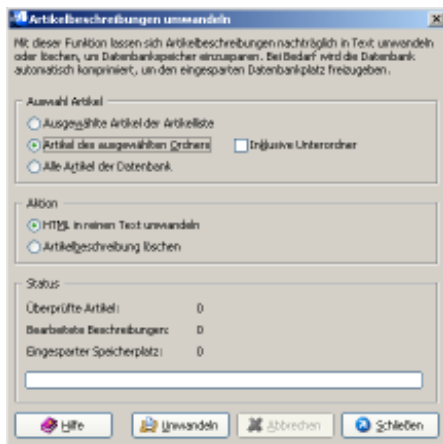 Artikelbeschreibungen umwandeln
Mit dieser Funktion lassen sich Artikelbeschreibungen nachträglich in Text umwandeln
oder löschen, um Datenbankspeicher einzusparen. Bei Bedarf wird die Datenbank
automatisch komprimiert, um den eingesparten Datenbankplatz freizugeben.
Auswahl Artikel
Ausgewählte Artikel der Artikelliste
Artikel des ausgewählten Ordners Inklusive Unterordner
Alle Artikel der Datenbank
Aktion
HTML in reinen Text umwandeln
Artikelbeschreibung löschen
Status
Überprüfte Artikel: 0
Bearbeitete Beschreibungen: 0
Eingesparter Speicherplatz: 0
Hilfe Umwandeln Abbrechen Schließen